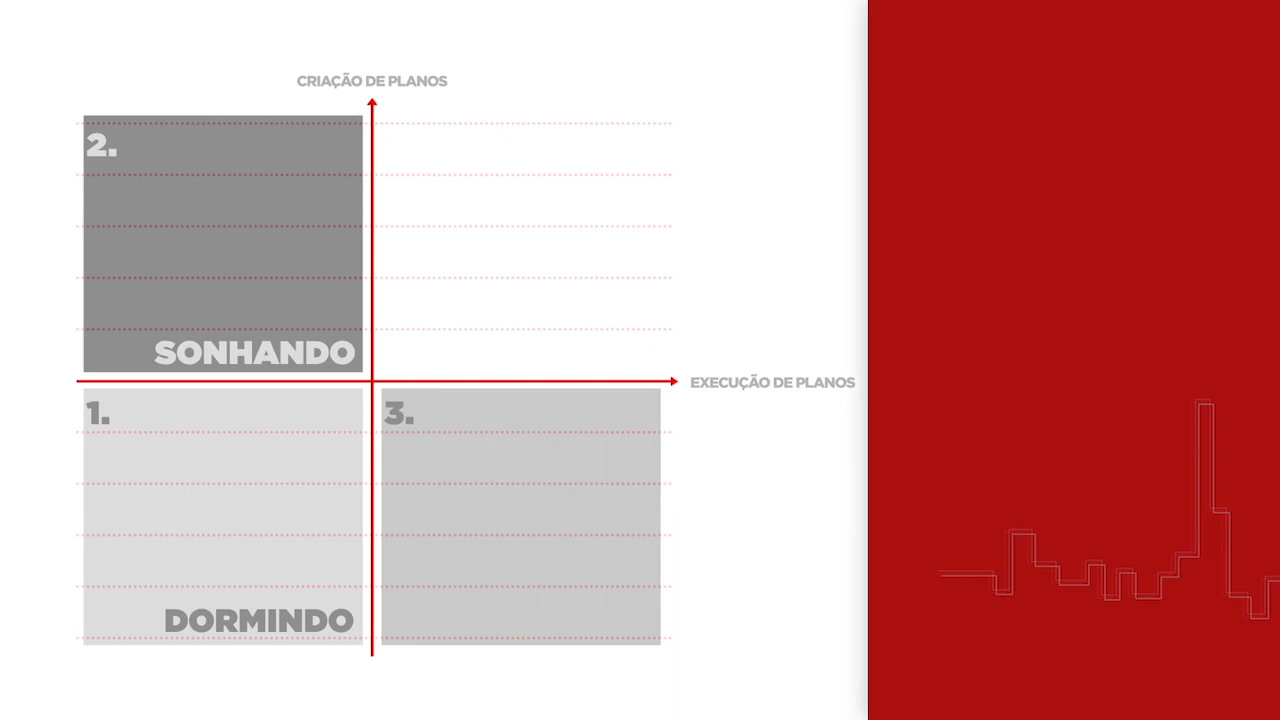 CRIAÇÃO DE PLANOS
2.
SONHANDO
EXECUÇÃO DE PLANOS
1.
3.
DORMINDO